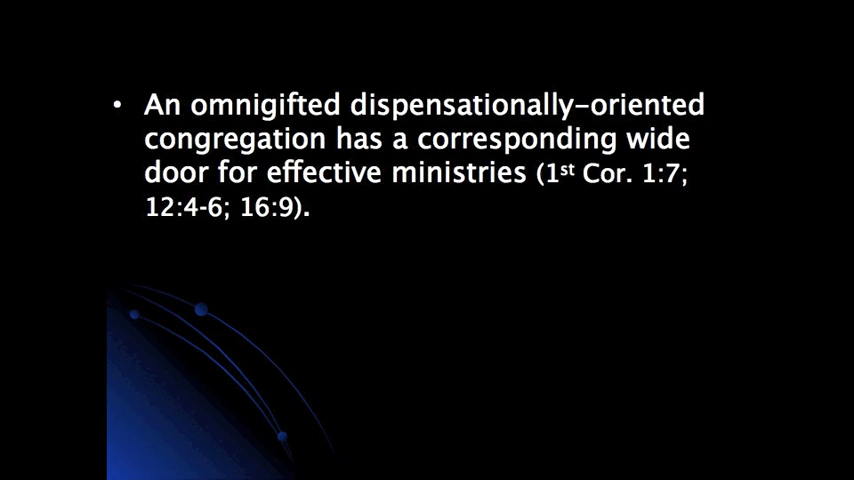 • An omnigifted dispensationally-oriented
congregation has a corresponding wide
door for effective ministries (1st Cor. 1:7;
12:4-6; 16:9).